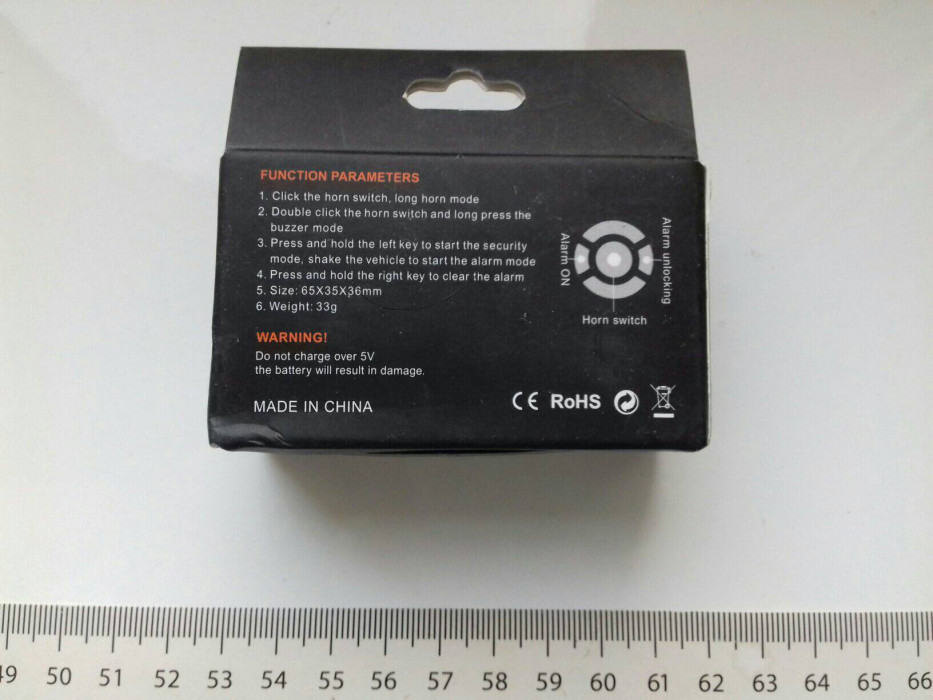 FUNCTION PARAMETERS
1. Click the horn switch, long horn mode
2. Double click the horn switch and long press the
buzzer mode
3. Press and hold the left key to start the security
mode, shake the vehicle to start the alarm mode
4. Press and hold the right key to clear the alarm
5. Size: 65X35X36mm
6. Weight: 33g
Alarm ON
Alarm unlocking
Horn switch
WARNING!
Do not charge over 5V
the battery will result in damage.
MADE IN CHINA
CE RoHS
49 50 51 52 53 54 55 56 57 58 59 60 61 62 63 64 65 66